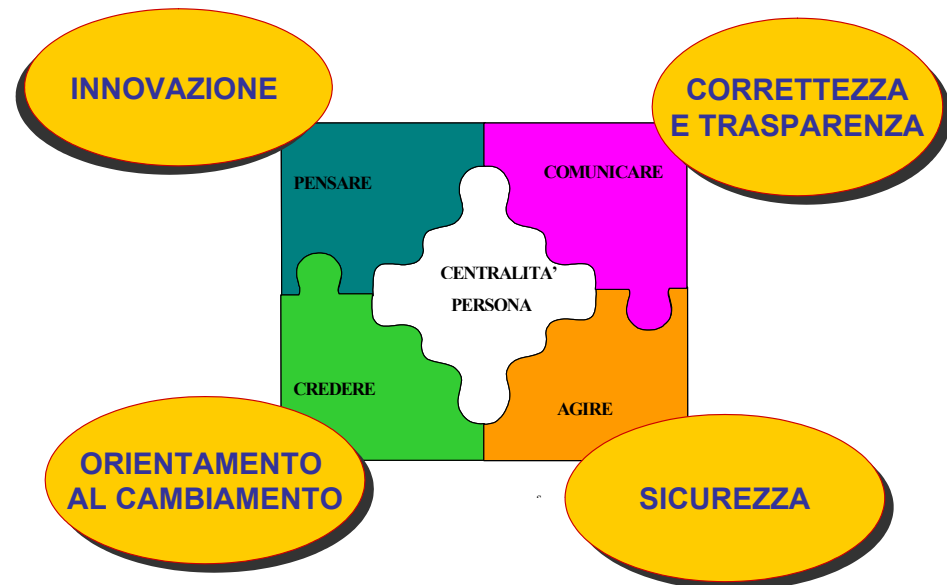 INNOVAZIONE
CORRETTEZZA
E TRASPARENZA
PENSARE
COMUNICARE
CENTRALITA’
PERSONA
CREDERE
AGIRE
ORIENTAMENTO
AL CAMBIAMENTO
SICUREZZA